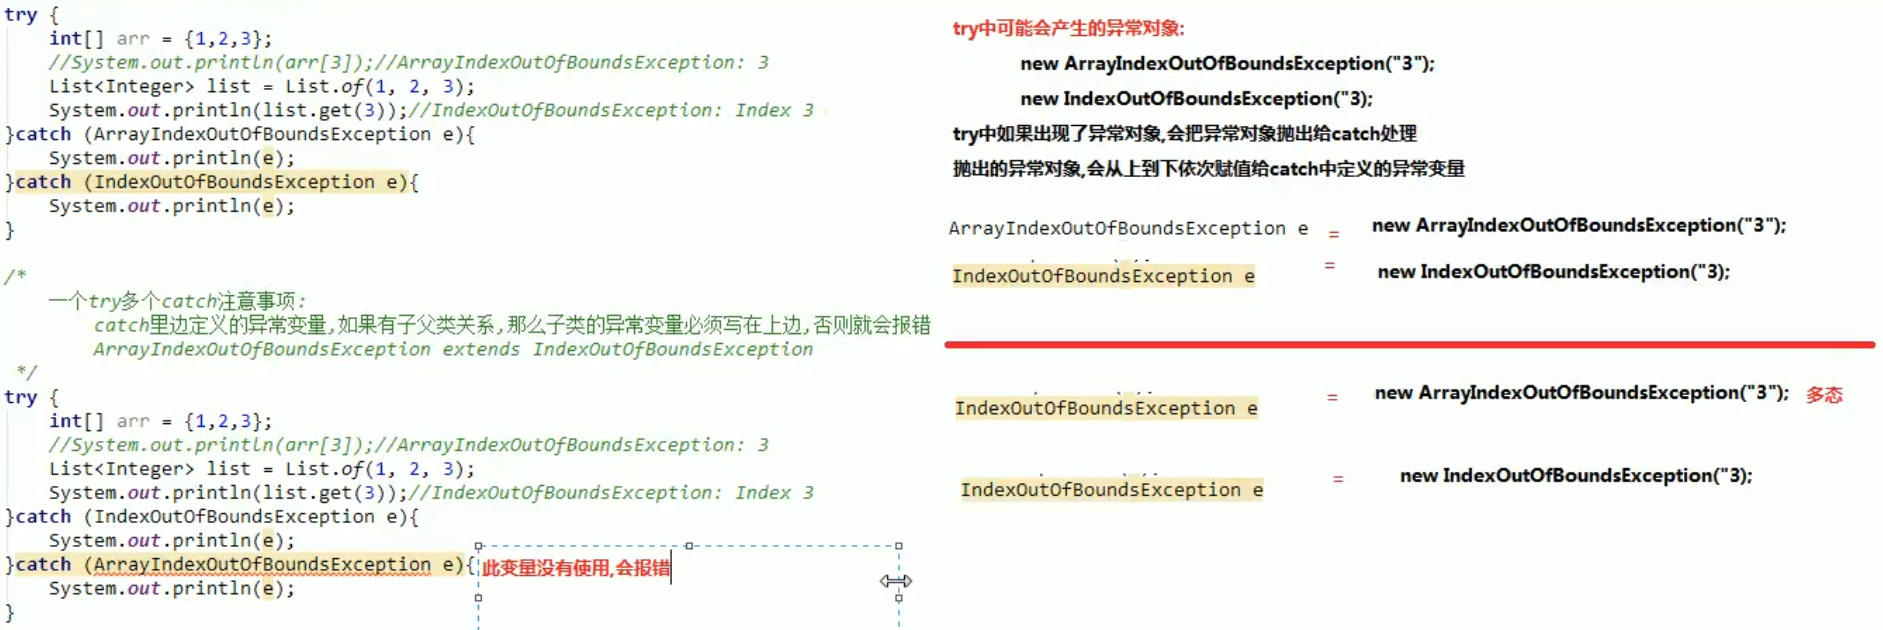 try {
int[] arr = {1,2,3};
//System.out.println(arr[3]);//ArrayIndexOutOfBoundsException: 3
List<Integer> list = List.of(1, 2, 3);
System.out.println(list.get(3));//IndexOutOfBoundsException: Index 3
}catch (ArrayIndexOutOfBoundsException e){
System.out.println(e);
}catch (IndexOutOfBoundsException e){
System.out.println(e);
}
/*
一个try多个catch注意事项:
catch里边定义的异常变量,如果有子父类关系,那么子类的异常变量必须写在上边,否则就会报错
ArrayIndexOutOfBoundsException extends IndexOutOfBoundsException
*/
try {
int[] arr = {1,2,3};
//System.out.println(arr[3]);//ArrayIndexOutOfBoundsException: 3
List<Integer> list = List.of(1, 2, 3);
System.out.println(list.get(3));//IndexOutOfBoundsException: Index 3
}catch (IndexOutOfBoundsException e){
System.out.println(e);
}catch (ArrayIndexOutOfBoundsException e){ 此变量没有使用,会报错
System.out.println(e);
}
try中可能会产生的异常对象:
new ArrayIndexOutOfBoundsException("3");
new IndexOutOfBoundsException("3);
try中如果出现了异常对象,会把异常对象抛出给catch处理
抛出的异常对象,会从上到下依次赋值给catch中定义的异常变量
ArrayIndexOutOfBoundsException e = new ArrayIndexOutOfBoundsException("3");
IndexOutOfBoundsException e = new IndexOutOfBoundsException("3);
IndexOutOfBoundsException e = new ArrayIndexOutOfBoundsException("3"); 多态
IndexOutOfBoundsException e = new IndexOutOfBoundsException("3);